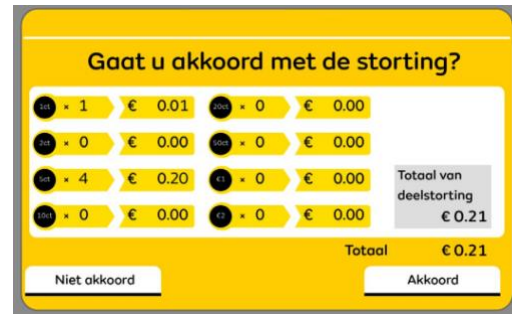 Gaat u akkoord met de storting?
1ct × 1 € 0.01 20ct × 0 € 0.00
2ct × 0 € 0.00 50ct × 0 € 0.00
5ct × 4 € 0.20 €1 × 0 € 0.00
10ct × 0 € 0.00 €2 × 0 € 0.00
Totaal van
deelstorting
€ 0.21
Totaal € 0.21
Niet akkoord Akkoord